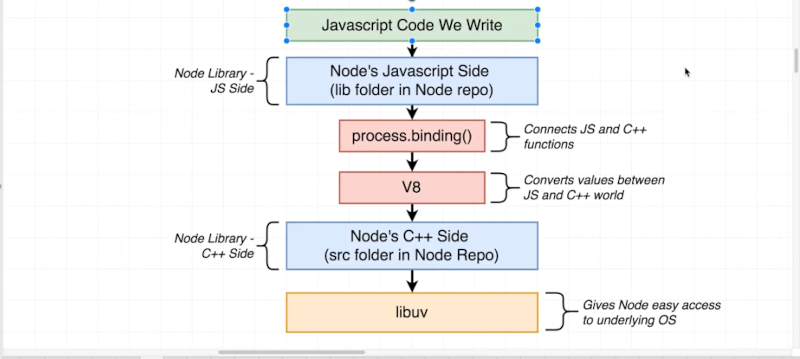 Javascript Code We Write
Node Library -
JS Side
Node's Javascript Side
(lib folder in Node repo)
process.binding()
Connects JS and C++
functions
V8
Converts values between
JS and C++ world
Node Library -
C++ Side
Node's C++ Side
(src folder in Node Repo)
libuv
Gives Node easy access
to underlying OS